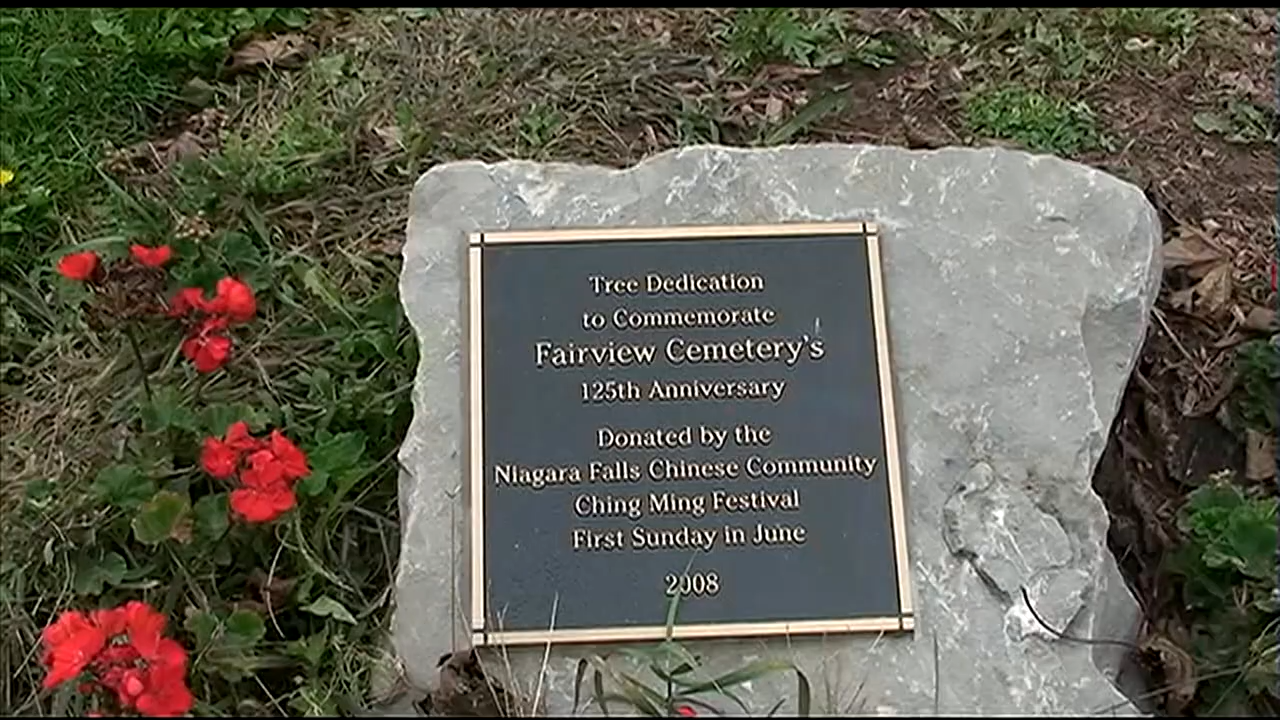 Tree Dedication
to Commemorate
Fairview Cemetery's
125th Anniversary
Donated by the
Niagara Falls Chinese Community
Ching Ming Festival
First Sunday in June
2008